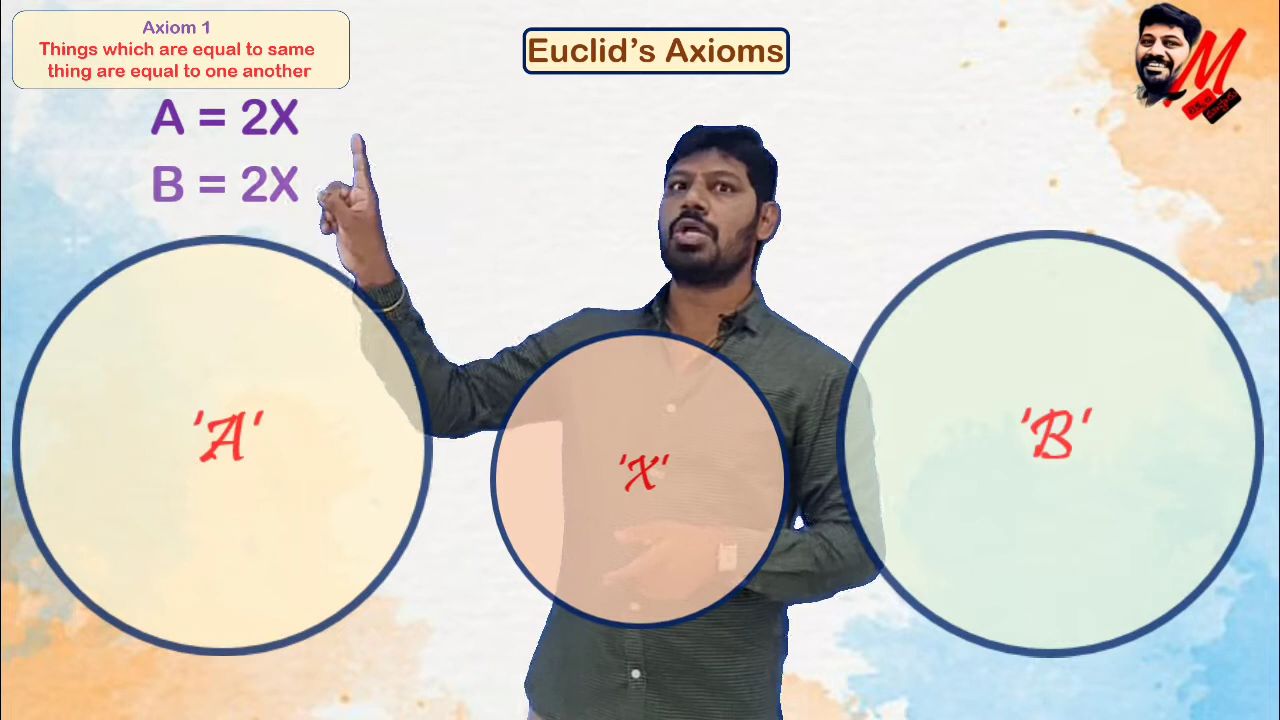 Axiom 1
Things which are equal to same
thing are equal to one another
Euclid's Axioms
M
A = 2X
B = 2X
'A'
'X'
'B'